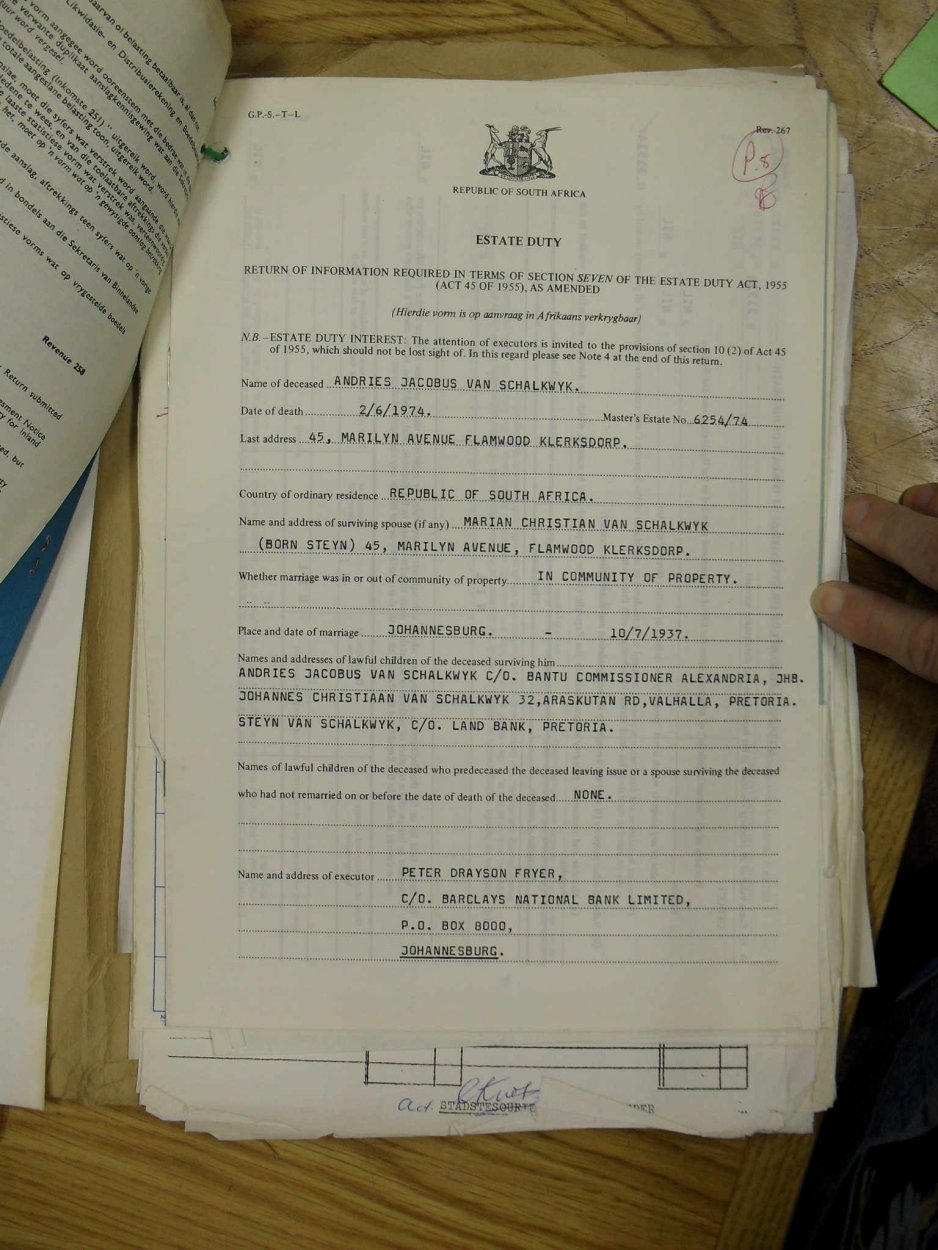 G.P.-S.-T-L
Rev. 267
P.8
REPUBLIC OF SOUTH AFRICA
ESTATE DUTY
RETURN OF INFORMATION REQUIRED IN TERMS OF SECTION SEVEN OF THE ESTATE DUTY ACT, 1955
(ACT 45 OF 1955), AS AMENDED
(Hierdie vorm is op aanvraag in Afrikaans verkrygbaar)
N.B.-ESTATE DUTY INTEREST: The attention of executors is invited to the provisions of section 10 (2) of Act 45
of 1955, which should not be lost sight of. In this regard please see Note 4 at the end of this return.
Name of deceased ANDRIES JACOBUS VAN SCHALKWYK.
Date of death 2/6/1974. Master's Estate No. 6254/74
Last address 45, MARILYN AVENUE FLAMWOOD KLERKSDORP.
Country of ordinary residence REPUBLIC OF SOUTH AFRICA.
Name and address of surviving spouse (if any) MARIAN CHRISTIAN VAN SCHALKWYK
(BORN STEYN) 45, MARILYN AVENUE, FLAMWOOD KLERKSDORP.
Whether marriage was in or out of community of property IN COMMUNITY OF PROPERTY.
Place and date of marriage JOHANNESBURG. - 10/7/1937.
Names and addresses of lawful children of the deceased surviving him
ANDRIES JACOBUS VAN SCHALKWYK C/O. BANTU COMMISSIONER ALEXANDRIA, JHB.
JOHANNES CHRISTIAAN VAN SCHALKWYK 32,ARASKUTAN RD,VALHALLA, PRETORIA.
STEYN VAN SCHALKWYK, C/O. LAND BANK, PRETORIA.
Names of lawful children of the deceased who predeceased the deceased leaving issue or a spouse surviving the deceased
who had not remarried on or before the date of death of the deceased NONE.
Name and address of executor PETER DRAYSON FRYER,
C/O. BARCLAYS NATIONAL BANK LIMITED,
P.O. BOX 8000,
JOHANNESBURG.
Revenue 258
Return submitted
Act. STADSTESOURIE